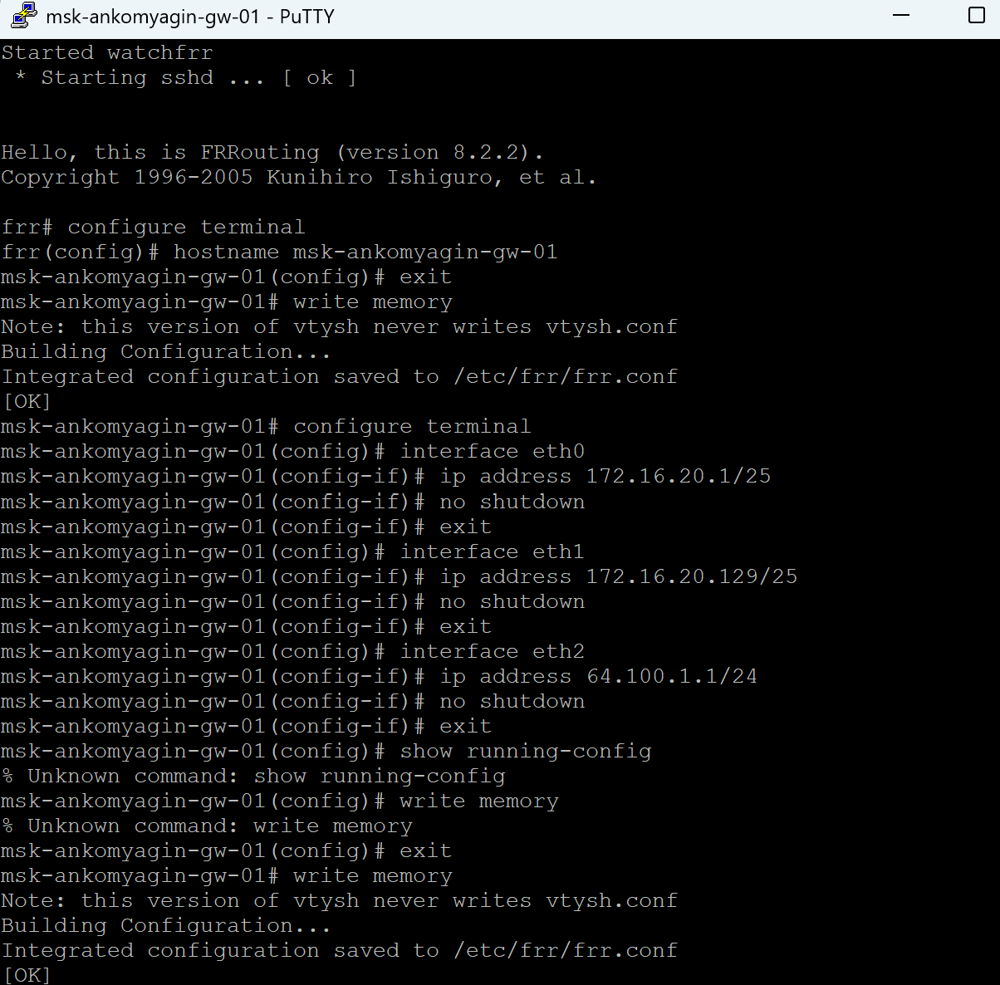 msk-ankomyagin-gw-01 - PuTTY
Started watchfrr
 * Starting sshd ... [ ok ]
Hello, this is FRRouting (version 8.2.2).
Copyright 1996-2005 Kunihiro Ishiguro, et al.
frr# configure terminal
frr(config)# hostname msk-ankomyagin-gw-01
msk-ankomyagin-gw-01(config)# exit
msk-ankomyagin-gw-01# write memory
Note: this version of vtysh never writes vtysh.conf
Building Configuration...
Integrated configuration saved to /etc/frr/frr.conf
[OK]
msk-ankomyagin-gw-01# configure terminal
msk-ankomyagin-gw-01(config)# interface eth0
msk-ankomyagin-gw-01(config-if)# ip address 172.16.20.1/25
msk-ankomyagin-gw-01(config-if)# no shutdown
msk-ankomyagin-gw-01(config-if)# exit
msk-ankomyagin-gw-01(config)# interface eth1
msk-ankomyagin-gw-01(config-if)# ip address 172.16.20.129/25
msk-ankomyagin-gw-01(config-if)# no shutdown
msk-ankomyagin-gw-01(config-if)# exit
msk-ankomyagin-gw-01(config)# interface eth2
msk-ankomyagin-gw-01(config-if)# ip address 64.100.1.1/24
msk-ankomyagin-gw-01(config-if)# no shutdown
msk-ankomyagin-gw-01(config-if)# exit
msk-ankomyagin-gw-01(config)# show running-config
% Unknown command: show running-config
msk-ankomyagin-gw-01(config)# write memory
% Unknown command: write memory
msk-ankomyagin-gw-01(config)# exit
msk-ankomyagin-gw-01# write memory
Note: this version of vtysh never writes vtysh.conf
Building Configuration...
Integrated configuration saved to /etc/frr/frr.conf
[OK]